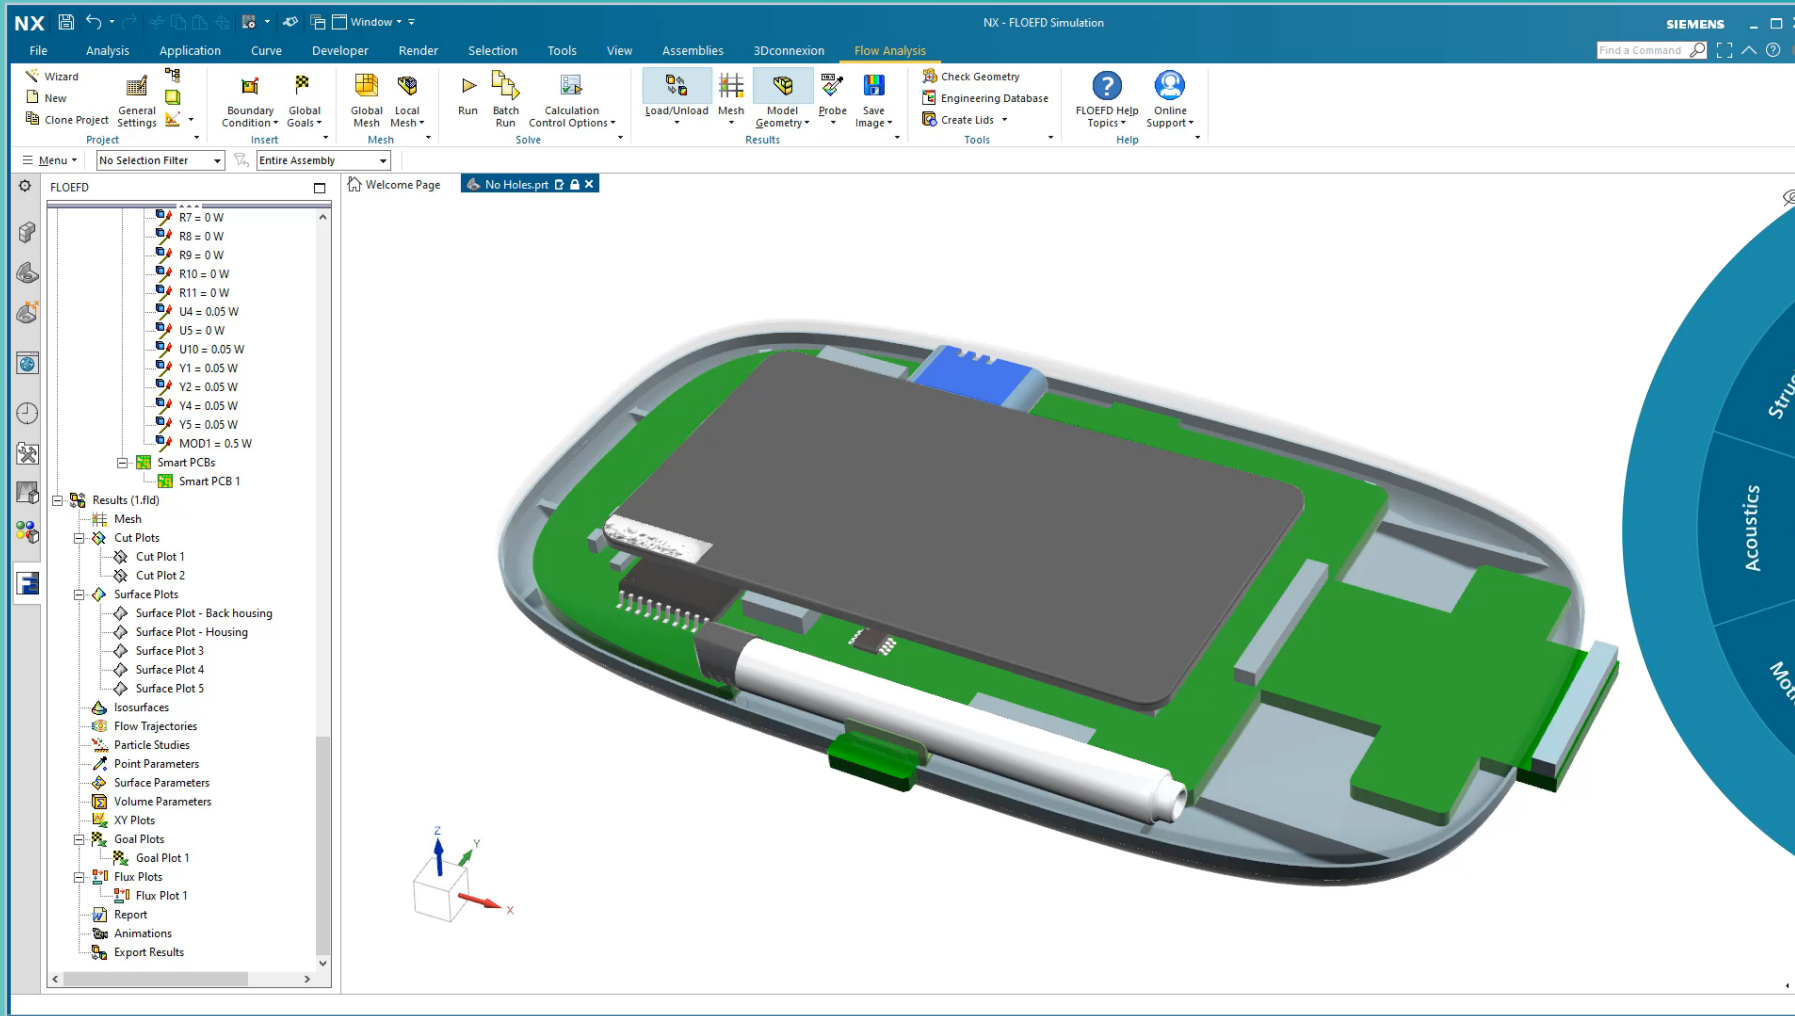 NX
Window
NX - FLOEFD Simulation
SIEMENS
File Analysis Application Curve Developer Render Selection Tools View Assemblies 3Dconnexion Flow Analysis
Find a Command
Wizard
New
Clone Project
General Settings
Project
Boundary Condition
Global Goals
Insert
Global Mesh
Local Mesh
Mesh
Run
Batch Run
Calculation Control Options
Solve
Load/Unload
Mesh
Model Geometry
Probe
Save Image
Results
Check Geometry
Engineering Database
Create Lids
Tools
FLOEFD Help Topics
Online Support
Help
Menu
No Selection Filter
Entire Assembly
FLOEFD
Welcome Page
No Holes.prt
R7 = 0 W
R8 = 0 W
R9 = 0 W
R10 = 0 W
R11 = 0 W
U4 = 0.05 W
U5 = 0 W
U10 = 0.05 W
Y1 = 0.05 W
Y2 = 0.05 W
Y4 = 0.05 W
Y5 = 0.05 W
MOD1 = 0.5 W
Smart PCBs
Smart PCB 1
Results (1.fld)
Mesh
Cut Plots
Cut Plot 1
Cut Plot 2
Surface Plots
Surface Plot - Back housing
Surface Plot - Housing
Surface Plot 3
Surface Plot 4
Surface Plot 5
Isosurfaces
Flow Trajectories
Particle Studies
Point Parameters
Surface Parameters
Volume Parameters
XY Plots
Goal Plots
Goal Plot 1
Flux Plots
Flux Plot 1
Report
Animations
Export Results
Z
Y
X
Acoustics